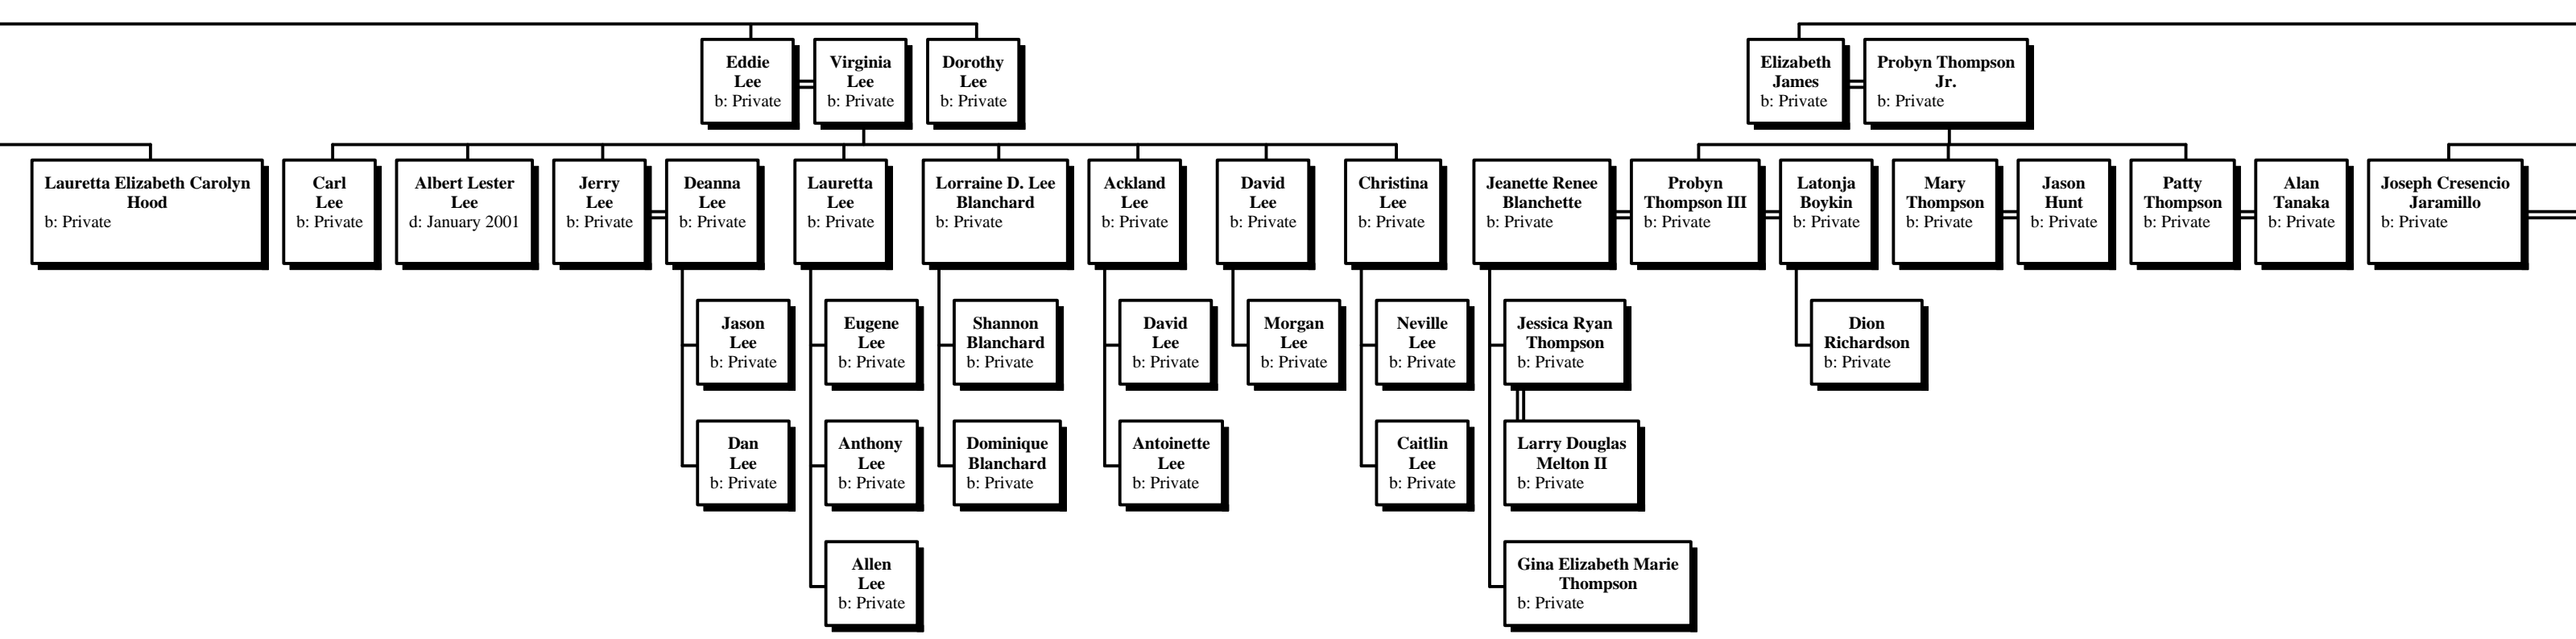 Eddie
Lee
b: Private
Virginia
Lee
b: Private
Dorothy
Lee
b: Private
Elizabeth
James
b: Private
Probyn Thompson
Jr.
b: Private
Lauretta Elizabeth Carolyn
Hood
b: Private
Carl
Lee
b: Private
Albert Lester
Lee
d: January 2001
Jerry
Lee
b: Private
Deanna
Lee
b: Private
Lauretta
Lee
b: Private
Lorraine D. Lee
Blanchard
b: Private
Ackland
Lee
b: Private
David
Lee
b: Private
Christina
Lee
b: Private
Jeanette Renee
Blanchette
b: Private
Probyn
Thompson III
b: Private
Latonja
Boykin
b: Private
Mary
Thompson
b: Private
Jason
Hunt
b: Private
Patty
Thompson
b: Private
Alan
Tanaka
b: Private
Joseph Cresencio
Jaramillo
b: Private
Jason
Lee
b: Private
Eugene
Lee
b: Private
Shannon
Blanchard
b: Private
David
Lee
b: Private
Morgan
Lee
b: Private
Neville
Lee
b: Private
Jessica Ryan
Thompson
b: Private
Dion
Richardson
b: Private
Dan
Lee
b: Private
Anthony
Lee
b: Private
Dominique
Blanchard
b: Private
Antoinette
Lee
b: Private
Caitlin
Lee
b: Private
Larry Douglas
Melton II
b: Private
Allen
Lee
b: Private
Gina Elizabeth Marie
Thompson
b: Private